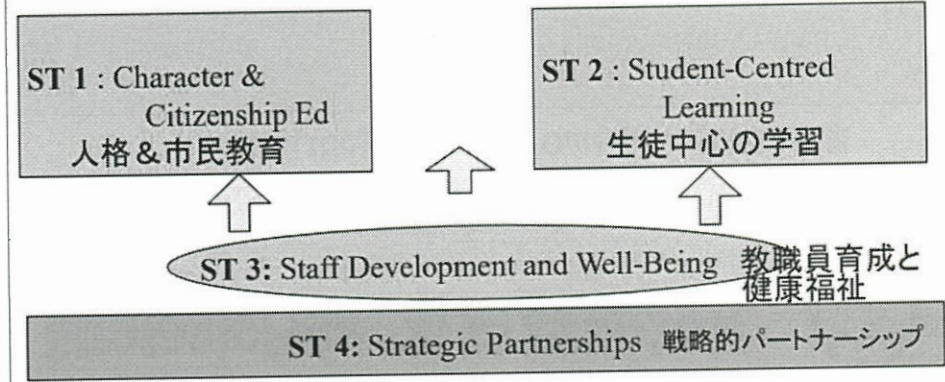 ST 1 : Character &
Citizenship Ed
人格＆市民教育
ST 2 : Student-Centred
Learning
生徒中心の学習
ST 3: Staff Development and Well-Being 教職員育成と
健康福祉
ST 4: Strategic Partnerships 戦略的パートナーシップ